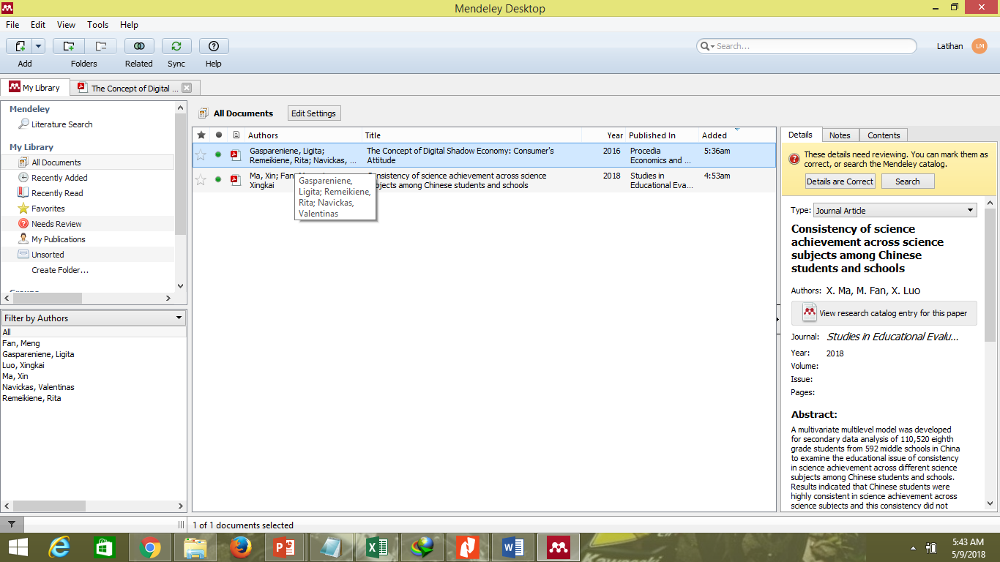 Mendeley Desktop
File Edit View Tools Help
Search...
Latihan LM
Add Folders Related Sync Help
My Library
The Concept of Digital ...
Mendeley
Literature Search
My Library
All Documents
Recently Added
Recently Read
Favorites
Needs Review
My Publications
Unsorted
Create Folder...
Filter by Authors
All
Fan, Meng
Gaspareniene, Ligita
Luo, Xingkai
Ma, Xin
Navickas, Valentinas
Remeikiene, Rita
All Documents Edit Settings
Authors Title Year Published In Added
Gaspareniene, Ligita; The Concept of Digital Shadow Economy: Consumer's 2016 Procedia 5:36am
Remeikiene, Rita; Navickas, ... Attitude Economics and ...
Ma, Xin; Fan, Consistency of science achievement across science 2018 Studies in 4:53am
Xingkai subjects among Chinese students and schools Educational Eva...
Gaspareniene,
Ligita; Remeikiene,
Rita; Navickas,
Valentinas
Details Notes Contents
These details need reviewing. You can mark them as
correct, or search the Mendeley catalog.
Details are Correct Search
Type: Journal Article
Consistency of science
achievement across science
subjects among Chinese
students and schools
Authors: X. Ma, M. Fan, X. Luo
View research catalog entry for this paper
Journal: Studies in Educational Evalu...
Year: 2018
Volume:
Issue:
Pages:
Abstract:
A multivariate multilevel model was developed
for secondary data analysis of 110,520 eighth
grade students from 592 middle schools in China
to examine the educational issue of consistency
in science achievement across different science
subjects among Chinese students and schools.
Results indicated that Chinese students were
highly consistent in science achievement across
science subjects and this consistency did not
1 of 1 documents selected
5:43 AM
5/9/2018